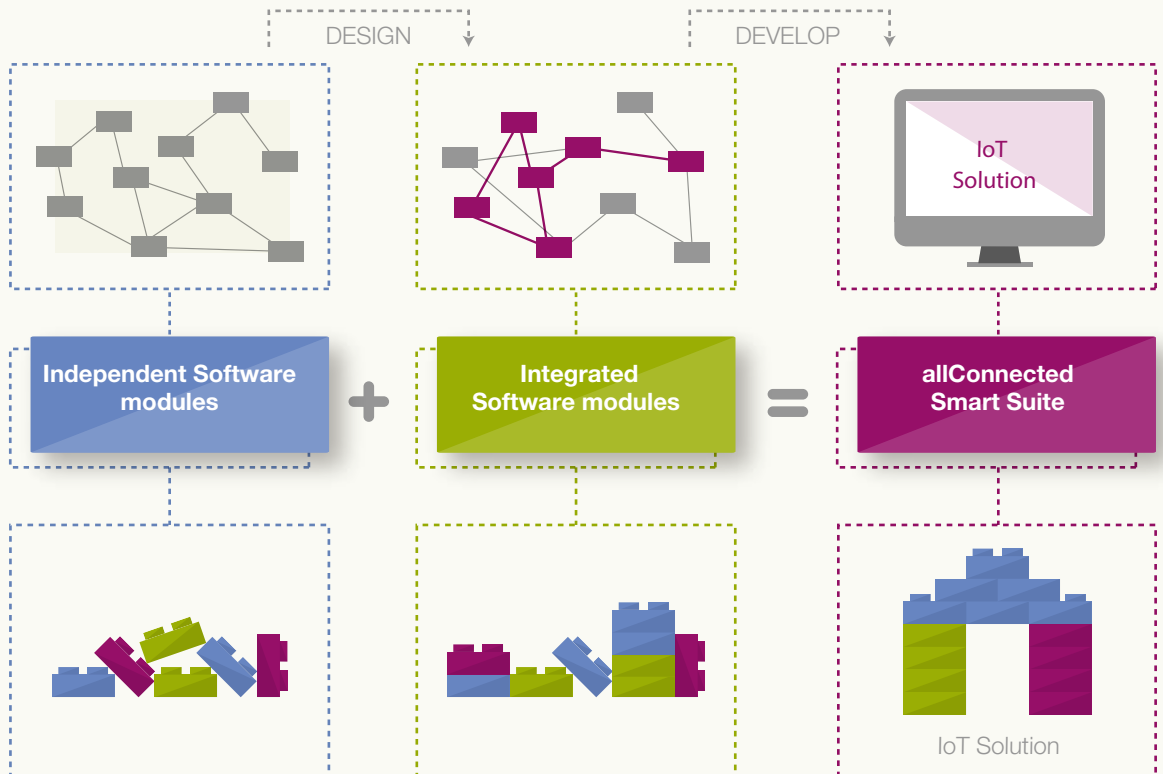 DESIGN
DEVELOP
IoT
Solution
Independent Software
modules
Integrated
Software modules
allConnected
Smart Suite
IoT Solution